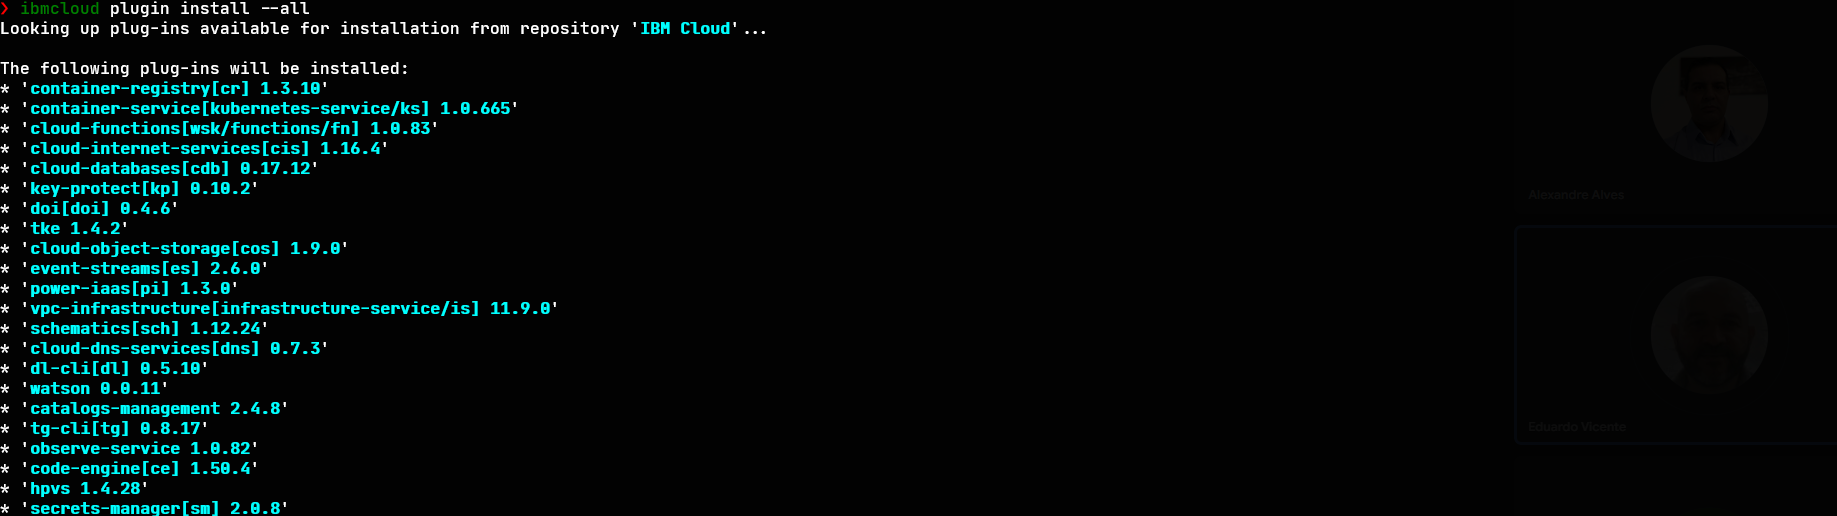 ❯ ibmcloud plugin install --all
Looking up plug-ins available for installation from repository 'IBM Cloud'...
The following plug-ins will be installed:
* 'container-registry[cr] 1.3.10'
* 'container-service[kubernetes-service/ks] 1.0.665'
* 'cloud-functions[wsk/functions/fn] 1.0.83'
* 'cloud-internet-services[cis] 1.16.4'
* 'cloud-databases[cdb] 0.17.12'
* 'key-protect[kp] 0.10.2'
* 'doi[doi] 0.4.6'
* 'tke 1.4.2'
* 'cloud-object-storage[cos] 1.9.0'
* 'event-streams[es] 2.6.0'
* 'power-iaas[pi] 1.3.0'
* 'vpc-infrastructure[infrastructure-service/is] 11.9.0'
* 'schematics[sch] 1.12.24'
* 'cloud-dns-services[dns] 0.7.3'
* 'dl-cli[dl] 0.5.10'
* 'watson 0.0.11'
* 'catalogs-management 2.4.8'
* 'tg-cli[tg] 0.8.17'
* 'observe-service 1.0.82'
* 'code-engine[ce] 1.50.4'
* 'hpvs 1.4.28'
* 'secrets-manager[sm] 2.0.8'
Alexandre Alves
Eduardo Vicente